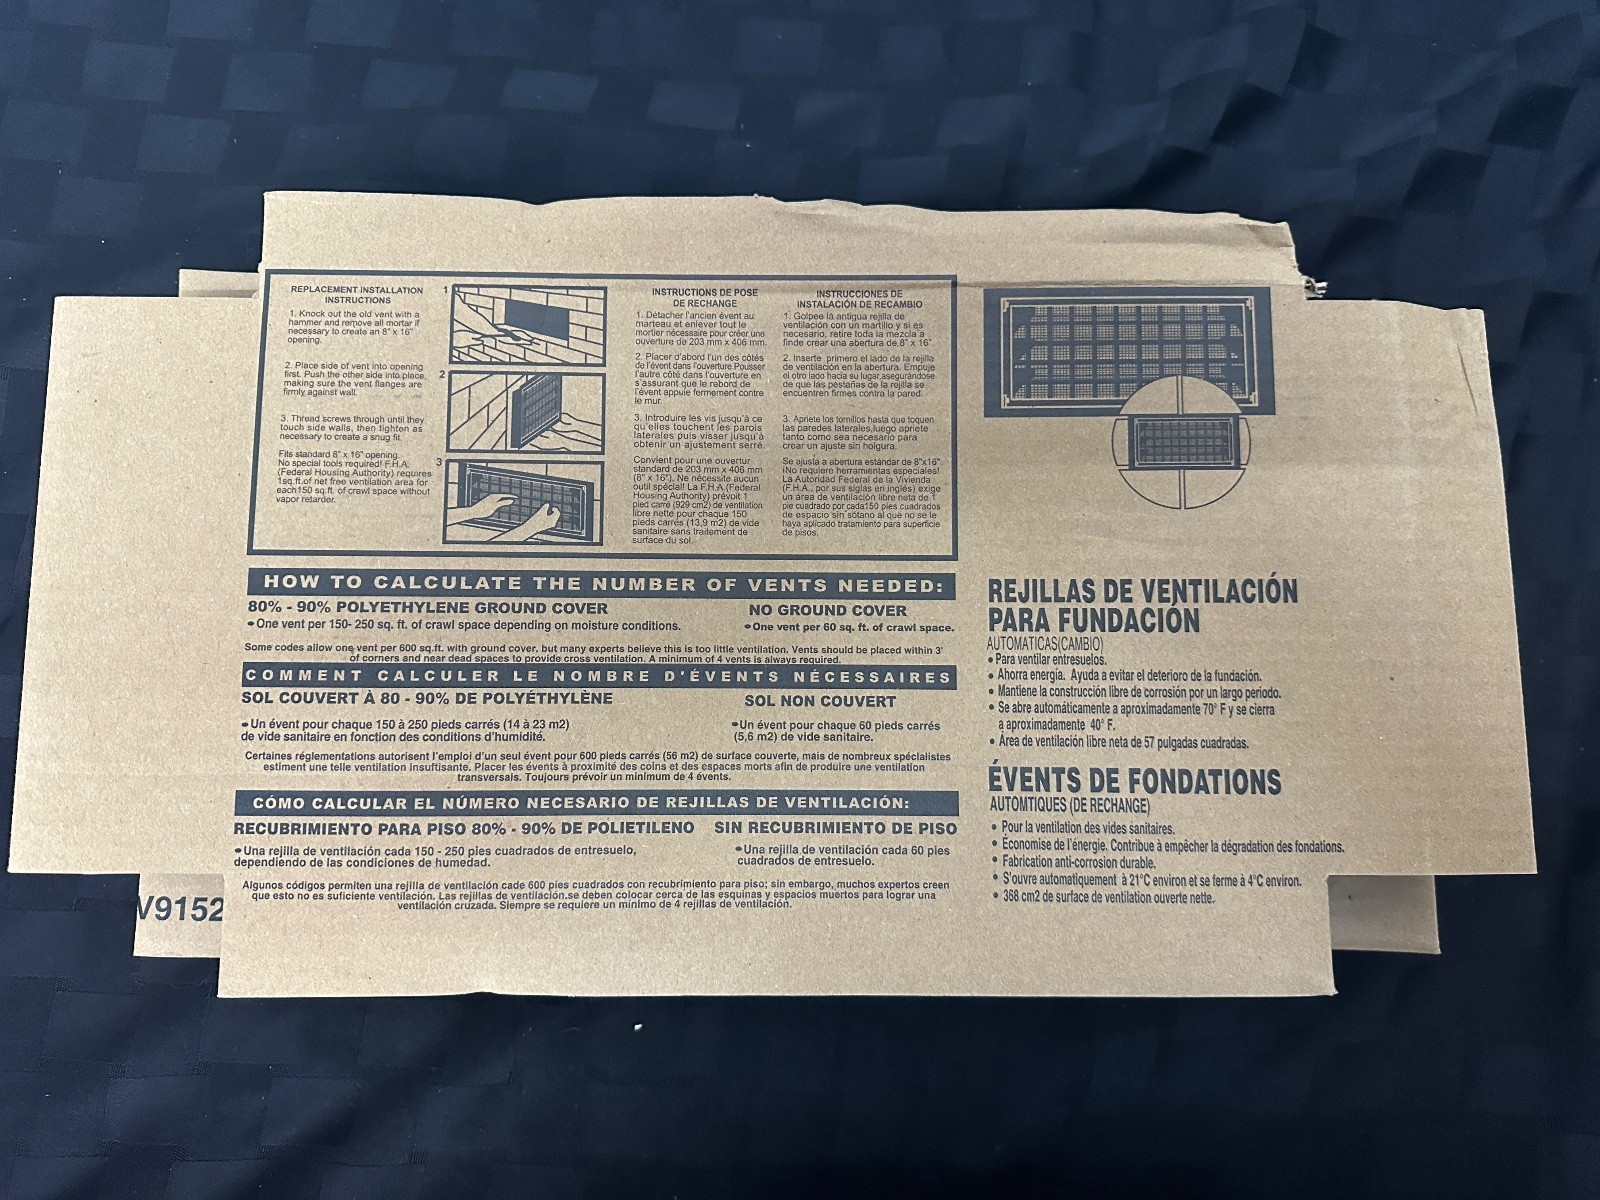 REPLACEMENT INSTALLATION
INSTRUCTIONS
1. Knock out the old vent with a
hammer and remove all mortar if
necessary to create an 8" x 16"
opening.
2. Place side of vent into opening
first. Push the other side into place,
making sure the vent flanges are
firmly against wall.
3. Thread screws through until they
touch side walls, then tighten as
necessary to create a snug fit.
Fits standard 8" x 16" opening.
No special tools required! F.H.A.
(Federal Housing Authority) requires
1sq.ft.of net free ventilation area for
each150 sq.ft. of crawl space without
vapor retarder.
1
2
3
INSTRUCTIONS DE POSE
DE RECHANGE
1. Détacher l'ancien évent au
marteau et enlever tout le
mortier nécessaire pour créer une
ouverture de 203 mm x 406 mm.
2. Placer d'abord l'un des côtés
de l'évent dans l'ouverture.Pousser
l'autre côté dans l'ouverture en
s'assurant que le rebord de
l'évent appuie fermement contre
le mur.
3. Introduire les vis jusqu'à ce
qu'elles touchent les parois
laterales puis visser jusqu'à
obtenir un ajustement serré.
Convient pour une ouvertur
standard de 203 mm x 406 mm
(8" x 16"). Ne nécessite aucun
outil spécial! La F.H.A.(Federal
Housing Authority) prévoit 1
pied carré (929 cm2) de ventilation
libre nette pour chaque 150
pieds carrés (13,9 m2) de vide
sanitaire sans traitement de
surface du sol.
INSTRUCCIONES DE
INSTALACIÓN DE RECAMBIO
1. Golpee la antigua rejilla de
ventilación con un martillo y si es
necesario, retire toda la mezcla a
finde crear una abertura de 8" x 16".
2. Inserte primero el lado de la rejilla
de ventilación en la abertura. Empuje
el otro lado hacia su lugar,asegurándose
de que las pestañas de la rejilla se
encuentren firmes contra la pared.
3. Apriete los tornillos hasta que toquen
las paredes laterales,luego apriete
tanto como sea necesario para
crear un ajuste sin holgura.
Se ajusta a abertura estándar de 8"x16".
¡No requiero herramientas especiales!
La Autoridad Federal de la Vivienda
(F.H.A., por sus siglas en inglés) exige
un área de ventilación libre neta de 1
pie cuadrado por cada150 pies cuadrados
de espacio sin sótano al que no se le
haya aplicado tratamiento para superficie
de pisos.
HOW TO CALCULATE THE NUMBER OF VENTS NEEDED:
80% - 90% POLYETHYLENE GROUND COVER
• One vent per 150- 250 sq. ft. of crawl space depending on moisture conditions.
NO GROUND COVER
• One vent per 60 sq. ft. of crawl space.
Some codes allow one vent per 600 sq.ft. with ground cover, but many experts believe this is too little ventilation. Vents should be placed within 3'
of corners and near dead spaces to provide cross ventilation. A minimum of 4 vents is always required.
COMMENT CALCULER LE NOMBRE D'ÉVENTS NÉCESSAIRES
SOL COUVERT À 80 - 90% DE POLYÉTHYLÈNE
• Un évent pour chaque 150 à 250 pieds carrés (14 à 23 m2)
de vide sanitaire en fonction des conditions d'humidité.
SOL NON COUVERT
• Un évent pour chaque 60 pieds carrés
(5,6 m2) de vide sanitaire.
Certaines réglementations autorisent l'emploi d'un seul évent pour 600 pieds carrés (56 m2) de surface couverte, mais de nombreux spécialistes
estiment une telle ventilation insuftisante. Placer les évents à proximité des coins et des espaces morts afin de produire une ventilation
transversais. Toujours prévoir un minimum de 4 évents.
CÓMO CALCULAR EL NÚMERO NECESARIO DE REJILLAS DE VENTILACIÓN:
RECUBRIMIENTO PARA PISO 80% - 90% DE POLIETILENO
• Una rejilla de ventilación cada 150 - 250 pies cuadrados de entresuelo,
dependiendo de las condiciones de humedad.
SIN RECUBRIMIENTO DE PISO
• Una rejilla de ventilación cada 60 pies
cuadrados de entresuelo.
Algunos códigos permiten una rejilla de ventilación cade 600 pies cuadrados con recubrimiento para piso; sin embargo, muchos expertos creen
que esto no es suficiente ventilación. Las rejillas de ventilación.se deben colocar cerca de las esquinas y espacios muertos para lograr una
ventilación cruzada. Siempre se requiere un mínimo de 4 rejillas de ventilación.
REJILLAS DE VENTILACIÓN
PARA FUNDACIÓN
AUTOMATICAS(CAMBIO)
• Para ventilar entresuelos.
• Ahorra energía. Ayuda a evitar el deterioro de la fundación.
• Mantiene la construcción libre de corrosión por un largo periodo.
• Se abre automáticamente a aproximadamente 70° F y se cierra
a aproximadamente 40° F.
• Área de ventilación libre neta de 57 pulgadas cuadradas.
ÉVENTS DE FONDATIONS
AUTOMTIQUES (DE RECHANGE)
• Pour la ventilation des vides sanitaires.
• Économise de l'énergie. Contribue à empêcher la dégradation des fondations.
• Fabrication anti-corrosion durable.
• S'ouvre automatiquement à 21°C environ et se ferme à 4°C environ.
• 368 cm2 de surface de ventilation ouverte nette.
V9152